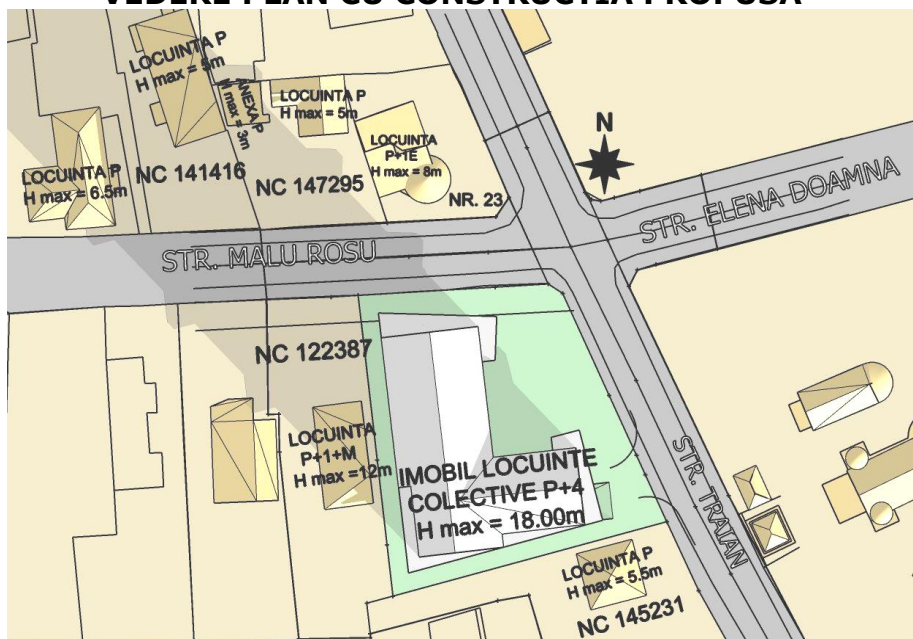 VEDERE PLAN CU CONSTRUCTIA PROPUSA
LOCUINTA P
H max = 5m
ANEXA P
H max = 3m
LOCUINTA P
H max = 5m
LOCUINTA
P+1E
H max = 8m
LOCUINTA P
H max = 6.5m
NC 141416
NC 147295
NR. 23
N
STR. ELENA DOAMNA
STR. MALU ROSU
NC 122387
LOCUINTA
P+1+M
H max =12m
IMOBIL LOCUINTE
COLECTIVE P+4
H max = 18.00m
STR. TRAIAN
LOCUINTA P
H max = 5.5m
NC 145231